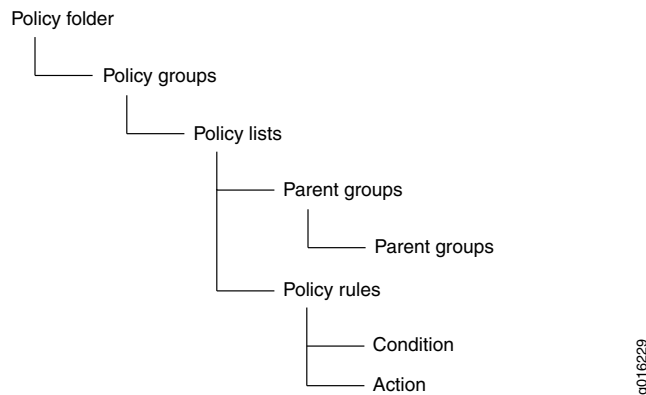 Policy folder
Policy groups
Policy lists
Parent groups
Parent groups
Policy rules
Condition
Action
g016229